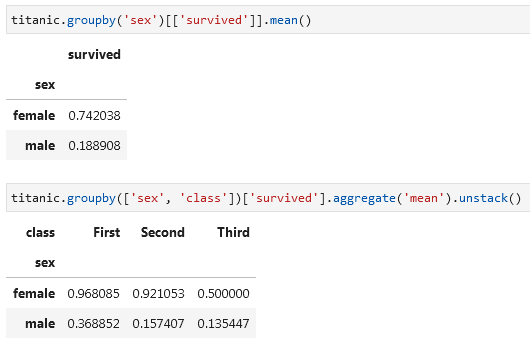 titanic.groupby('sex')[['survived']].mean()
survived
sex
female 0.742038
male 0.188908
titanic.groupby(['sex', 'class'])['survived'].aggregate('mean').unstack()
class First Second Third
sex
female 0.968085 0.921053 0.500000
male 0.368852 0.157407 0.135447